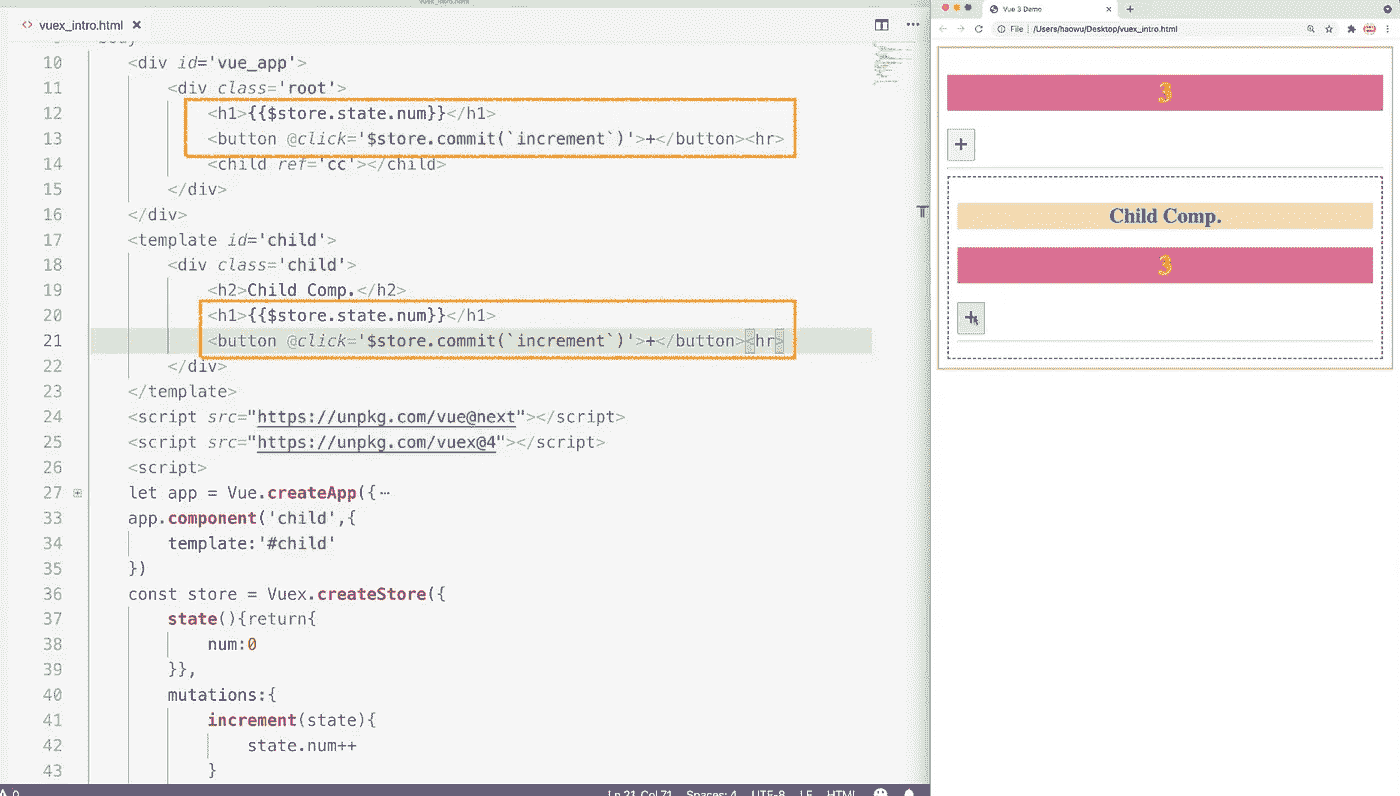 vuex_intro.html
vuex_intro.html
10 <div id='vue_app'>
11 <div class='root'>
12 <h1>{{$store.state.num}}</h1>
13 <button @click='$store.commit(`increment`)'>+</button><hr>
14 <child ref='cc'></child>
15 </div>
16 </div>
17 <template id='child'>
18 <div class='child'>
19 <h2>Child Comp.</h2>
20 <h1>{{$store.state.num}}</h1>
21 <button @click='$store.commit(`increment`)'>+</button><hr>
22 </div>
23 </template>
24 <script src="https://unpkg.com/vue@next"></script>
25 <script src="https://unpkg.com/vuex@4"></script>
26 <script>
27 let app = Vue.createApp({⋯
33 app.component('child',{
34 template:'#child'
35 })
36 const store = Vuex.createStore({
37 state(){return{
38 num:0
39 }},
40 mutations:{
41 increment(state){
42 state.num++
43 }
0 Ln 21, Col 71 Spaces: 4 UTF-8 LF HTML
Vue 3 Demo
File | /Users/haowu/Desktop/vuex_intro.html
3
+
Child Comp.
3
+